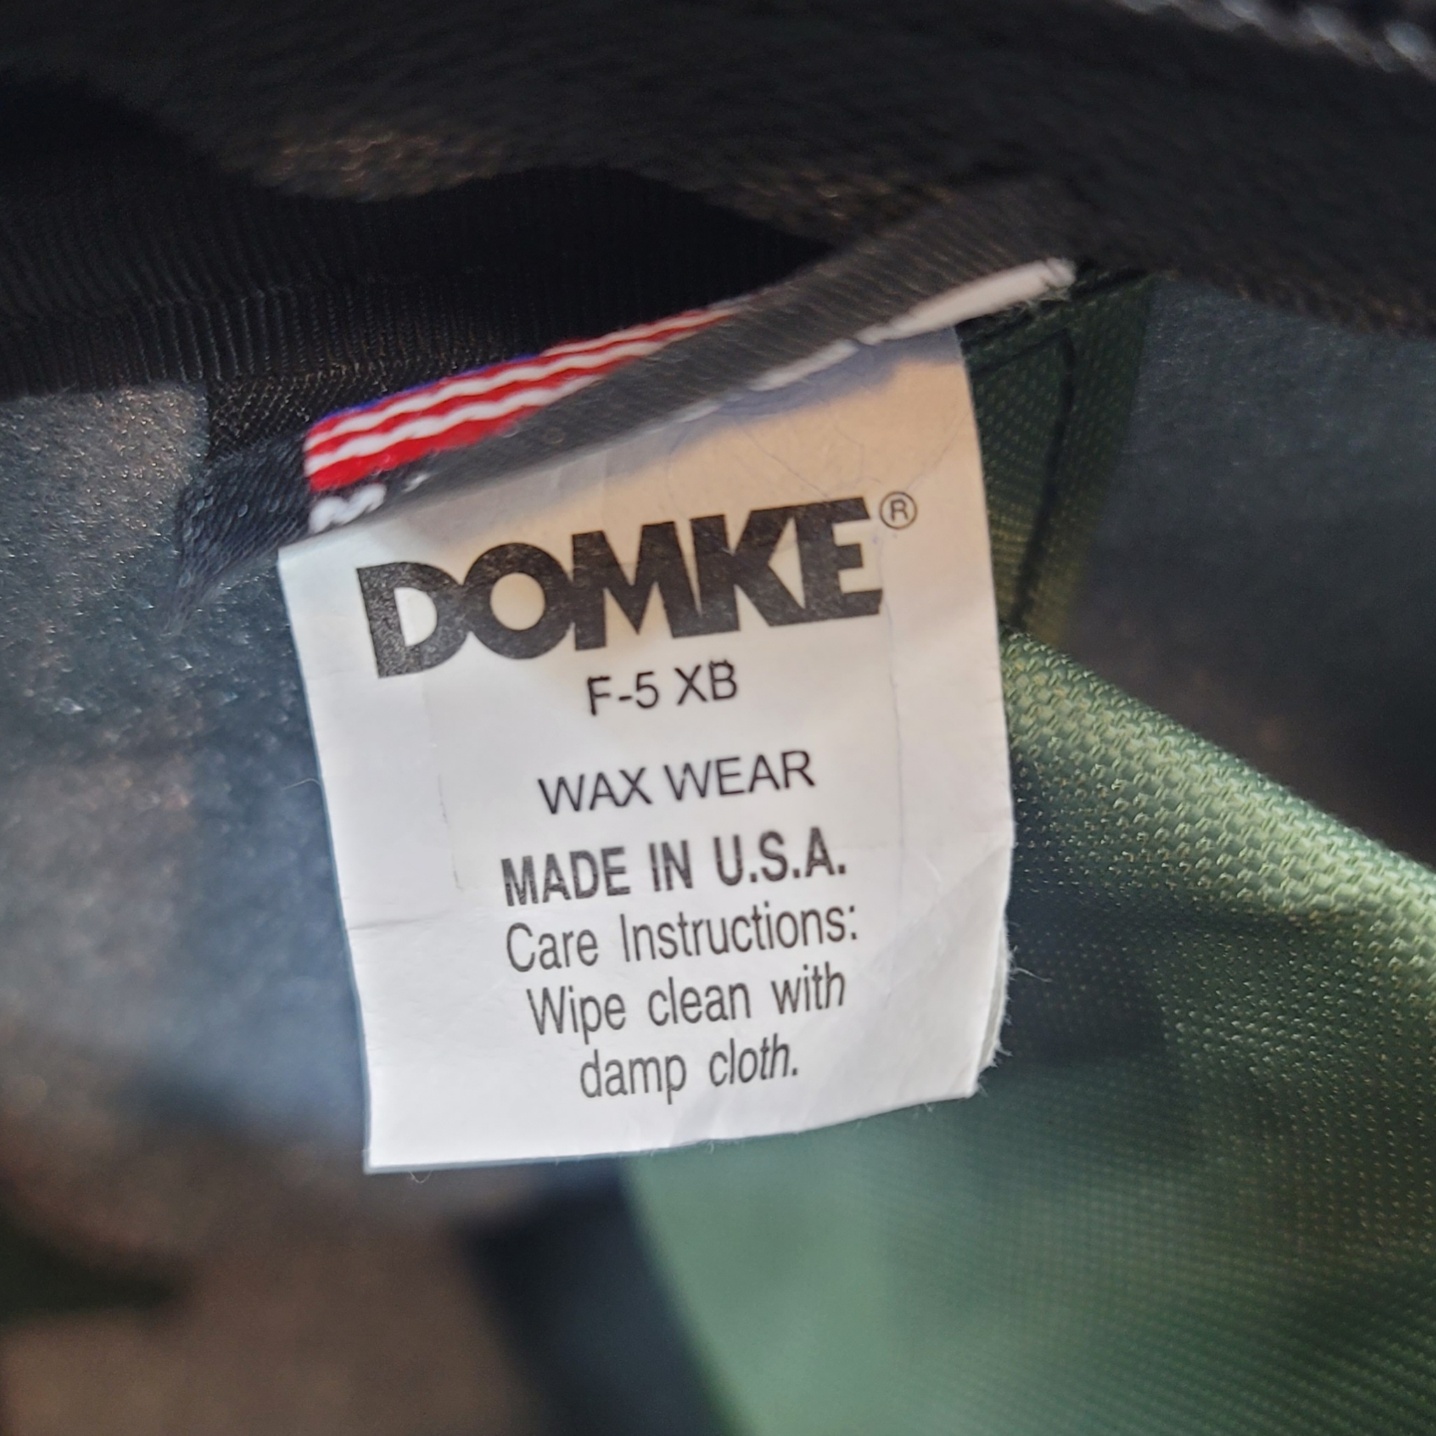 DOMKE®
F-5 XB
WAX WEAR
MADE IN U.S.A.
Care Instructions:
Wipe clean with
damp cloth.